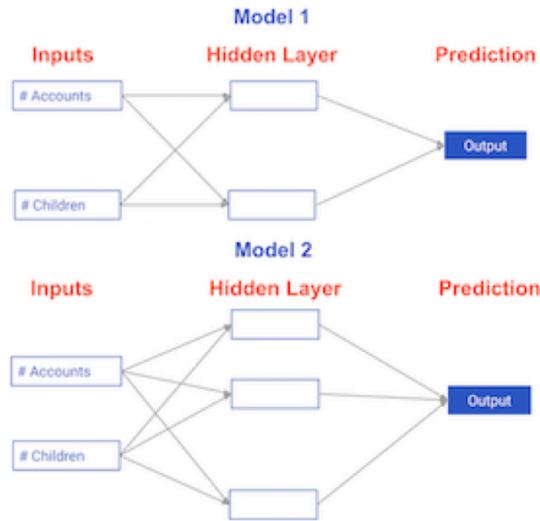 Model 1
Inputs Hidden Layer Prediction
# Accounts
Output
# Children
Model 2
Inputs Hidden Layer Prediction
# Accounts
Output
# Children